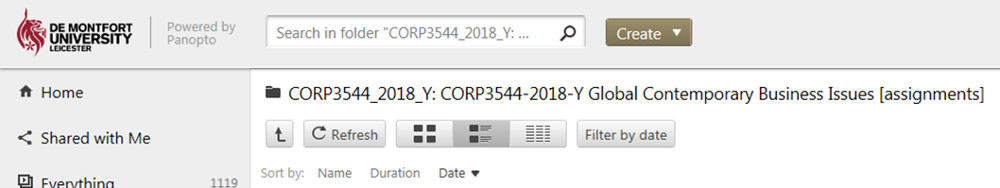 DE MONTFORT
UNIVERSITY
LEICESTER
Powered by
Panopto
Search in folder "CORP3544_2018_Y: ...
Create
Home
Shared with Me
Everything 1119
CORP3544_2018_Y: CORP3544-2018-Y Global Contemporary Business Issues [assignments]
Refresh
Filter by date
Sort by: Name Duration Date